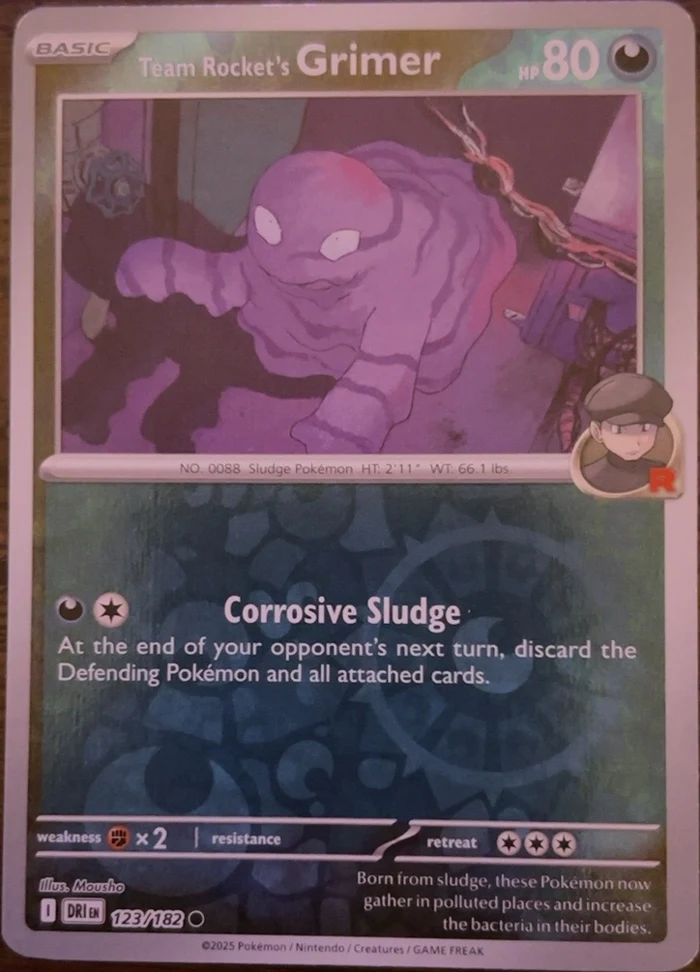 BASIC
Team Rocket's Grimer
HP 80
NO. 0088 Sludge Pokémon HT: 2'11" WT: 66.1 lbs
R
Corrosive Sludge
At the end of your opponent's next turn, discard the
Defending Pokémon and all attached cards.
weakness ×2 | resistance retreat
Illus. Mousho
I DRI EN 123/182
Born from sludge, these Pokémon now
gather in polluted places and increase
the bacteria in their bodies.
©2025 Pokémon / Nintendo / Creatures / GAME FREAK